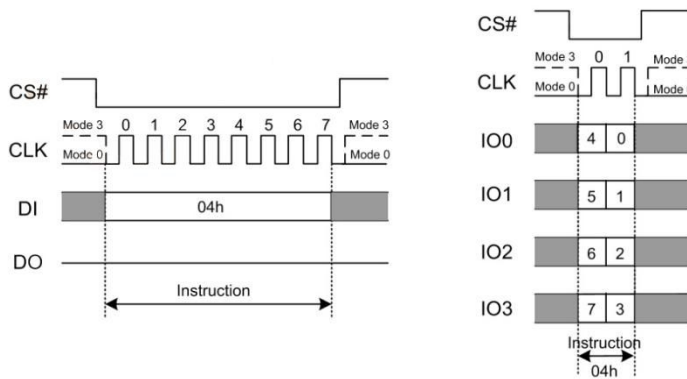 CS#
Mode 3 0 1 2 3 4 5 6 7 Mode 3
CLK
Modc 0 Mode 0
DI 04h
DO
Instruction
CS#
Mode 3 0 1 Mode
CLK
Mode 0 Mode
IO0 4 0
IO1 5 1
IO2 6 2
IO3 7 3
Instruction
04h